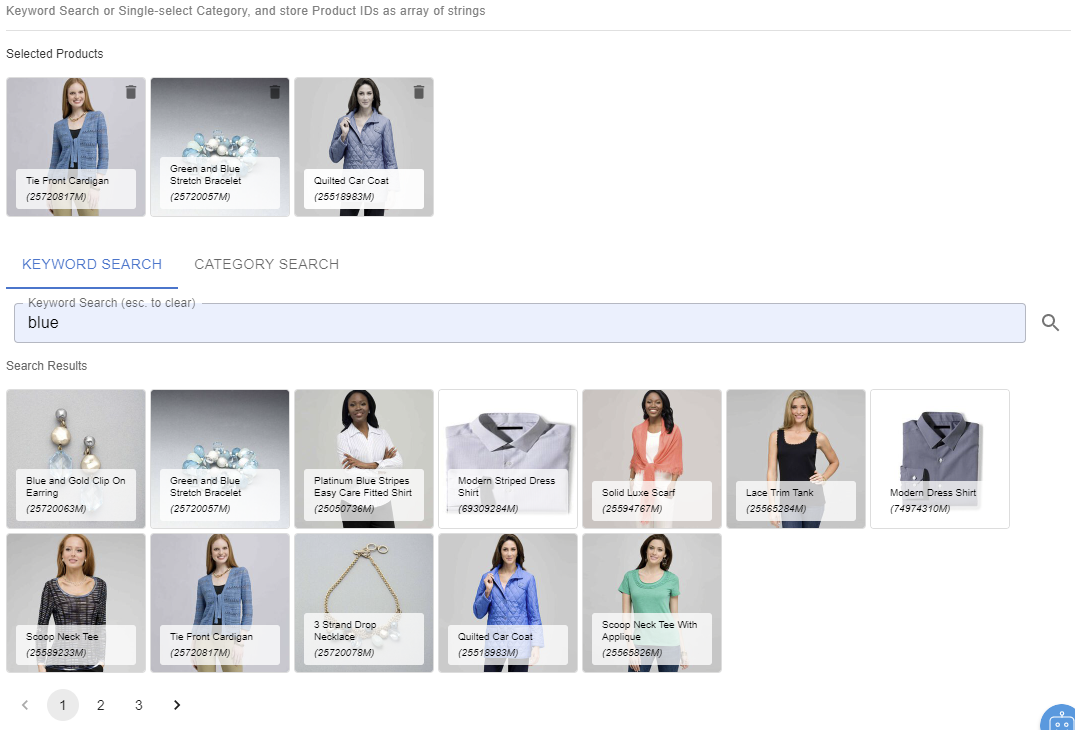 Keyword Search or Single-select Category, and store Product IDs as array of strings
Selected Products
Tie Front Cardigan
(25720817M)
Green and Blue
Stretch Bracelet
(25720057M)
Quilted Car Coat
(25518983M)
KEYWORD SEARCH
CATEGORY SEARCH
Keyword Search (esc. to clear)
blue
Search Results
Blue and Gold Clip On
Earring
(25720063M)
Green and Blue
Stretch Bracelet
(25720057M)
Platinum Blue Stripes
Easy Care Fitted Shirt
(25050736M)
Modern Striped Dress
Shirt
(69309284M)
Solid Luxe Scarf
(25594767M)
Lace Trim Tank
(25565284M)
Modern Dress Shirt
(74974310M)
Scoop Neck Tee
(25589233M)
Tie Front Cardigan
(25720817M)
3 Strand Drop
Necklace
(25720078M)
Quilted Car Coat
(25518983M)
Scoop Neck Tee With
Applique
(25565826M)
1 2 3